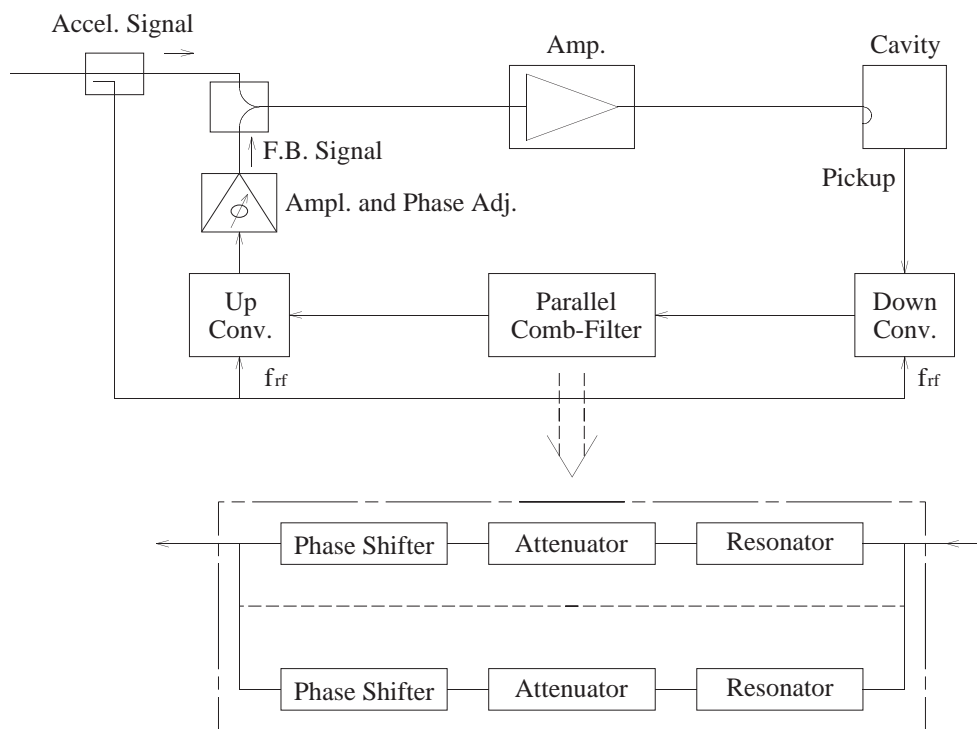 Accel. Signal
Amp.
Cavity
F.B. Signal
Pickup
Ampl. and Phase Adj.
Up
Conv.
Parallel
Comb-Filter
Down
Conv.
frf
frf
Phase Shifter
Attenuator
Resonator
Phase Shifter
Attenuator
Resonator